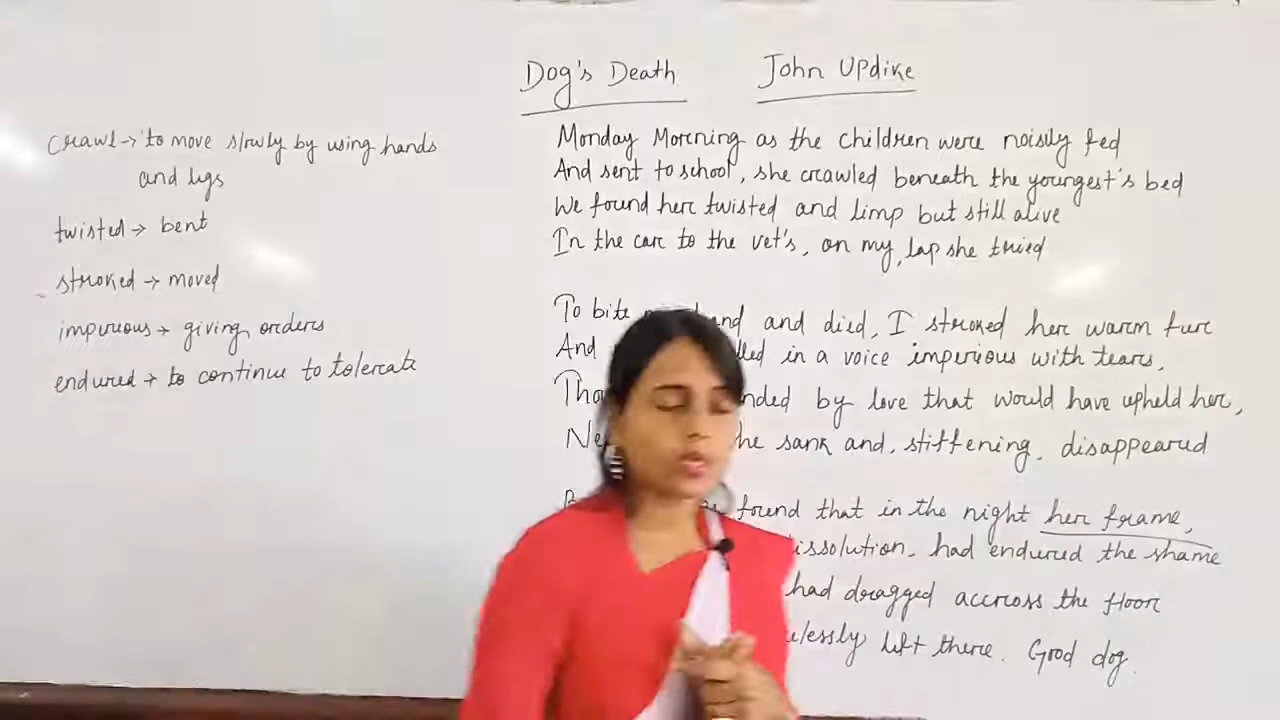 Dog's Death John Updike
crawl → to move slowly by using hands
and legs
twisted → bent
stroked → moved
imperious → giving orders
endured → to continue to tolerate
Monday Morning as the children were noisily fed
And sent to school, she crawled beneath the youngest's bed
We found her twisted and limp but still alive
In the car to the vet's, on my lap she tried
To bite and and died, I stroked her warm fur
And lled in a voice imperious with tears,
nded by love that would have upheld her,
he sank and, stiffening, disappeared
found that in the night her frame,
issolution, had endured the shame
had dragged accross the floor
elessly left there. Good dog.